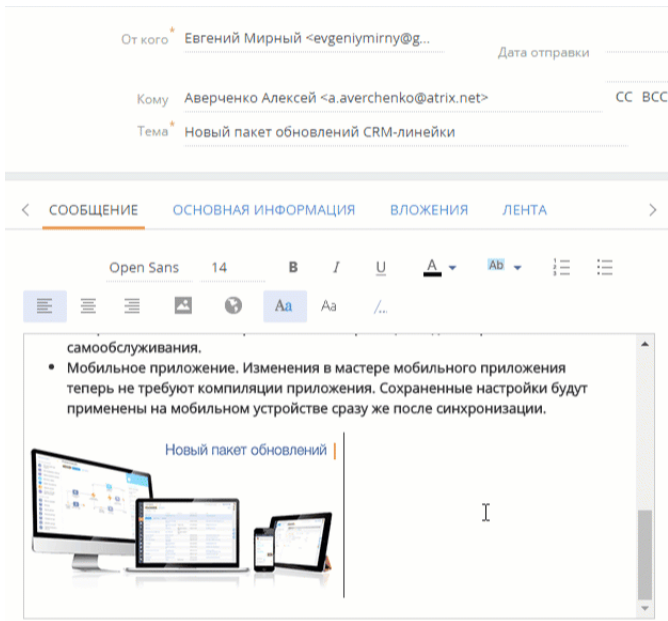 От кого* Евгений Мирный <evgeniymirny@g...
Дата отправки
Кому Аверченко Алексей <a.averchenko@atrix.net> CC BCC
Тема* Новый пакет обновлений CRM-линейки
СООБЩЕНИЕ ОСНОВНАЯ ИНФОРМАЦИЯ ВЛОЖЕНИЯ ЛЕНТА
Open Sans 14 B I U A Ab
Aa Aa /...
самообслуживания.
• Мобильное приложение. Изменения в мастере мобильного приложения
теперь не требуют компиляции приложения. Сохраненные настройки будут
применены на мобильном устройстве сразу же после синхронизации.
Новый пакет обновлений